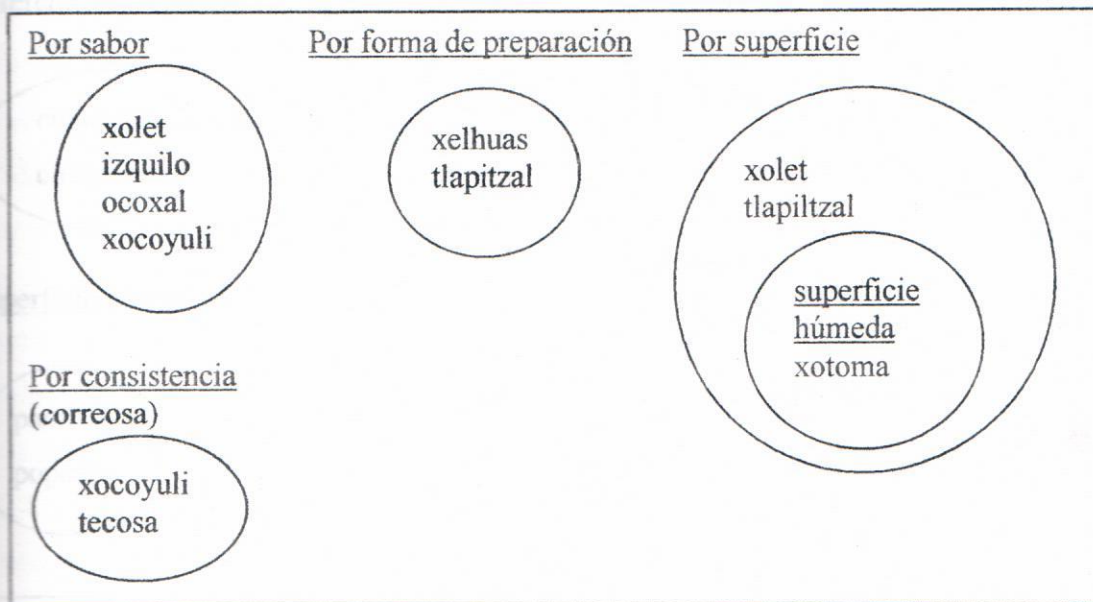 Por sabor
xolet
izquilo
ocoxal
xocoyuli
Por forma de preparación
xelhuas
tlapitzal
Por superficie
xolet
tlapiltzal
superficie
húmeda
xotoma
Por consistencia
(correosa)
xocoyuli
tecosa